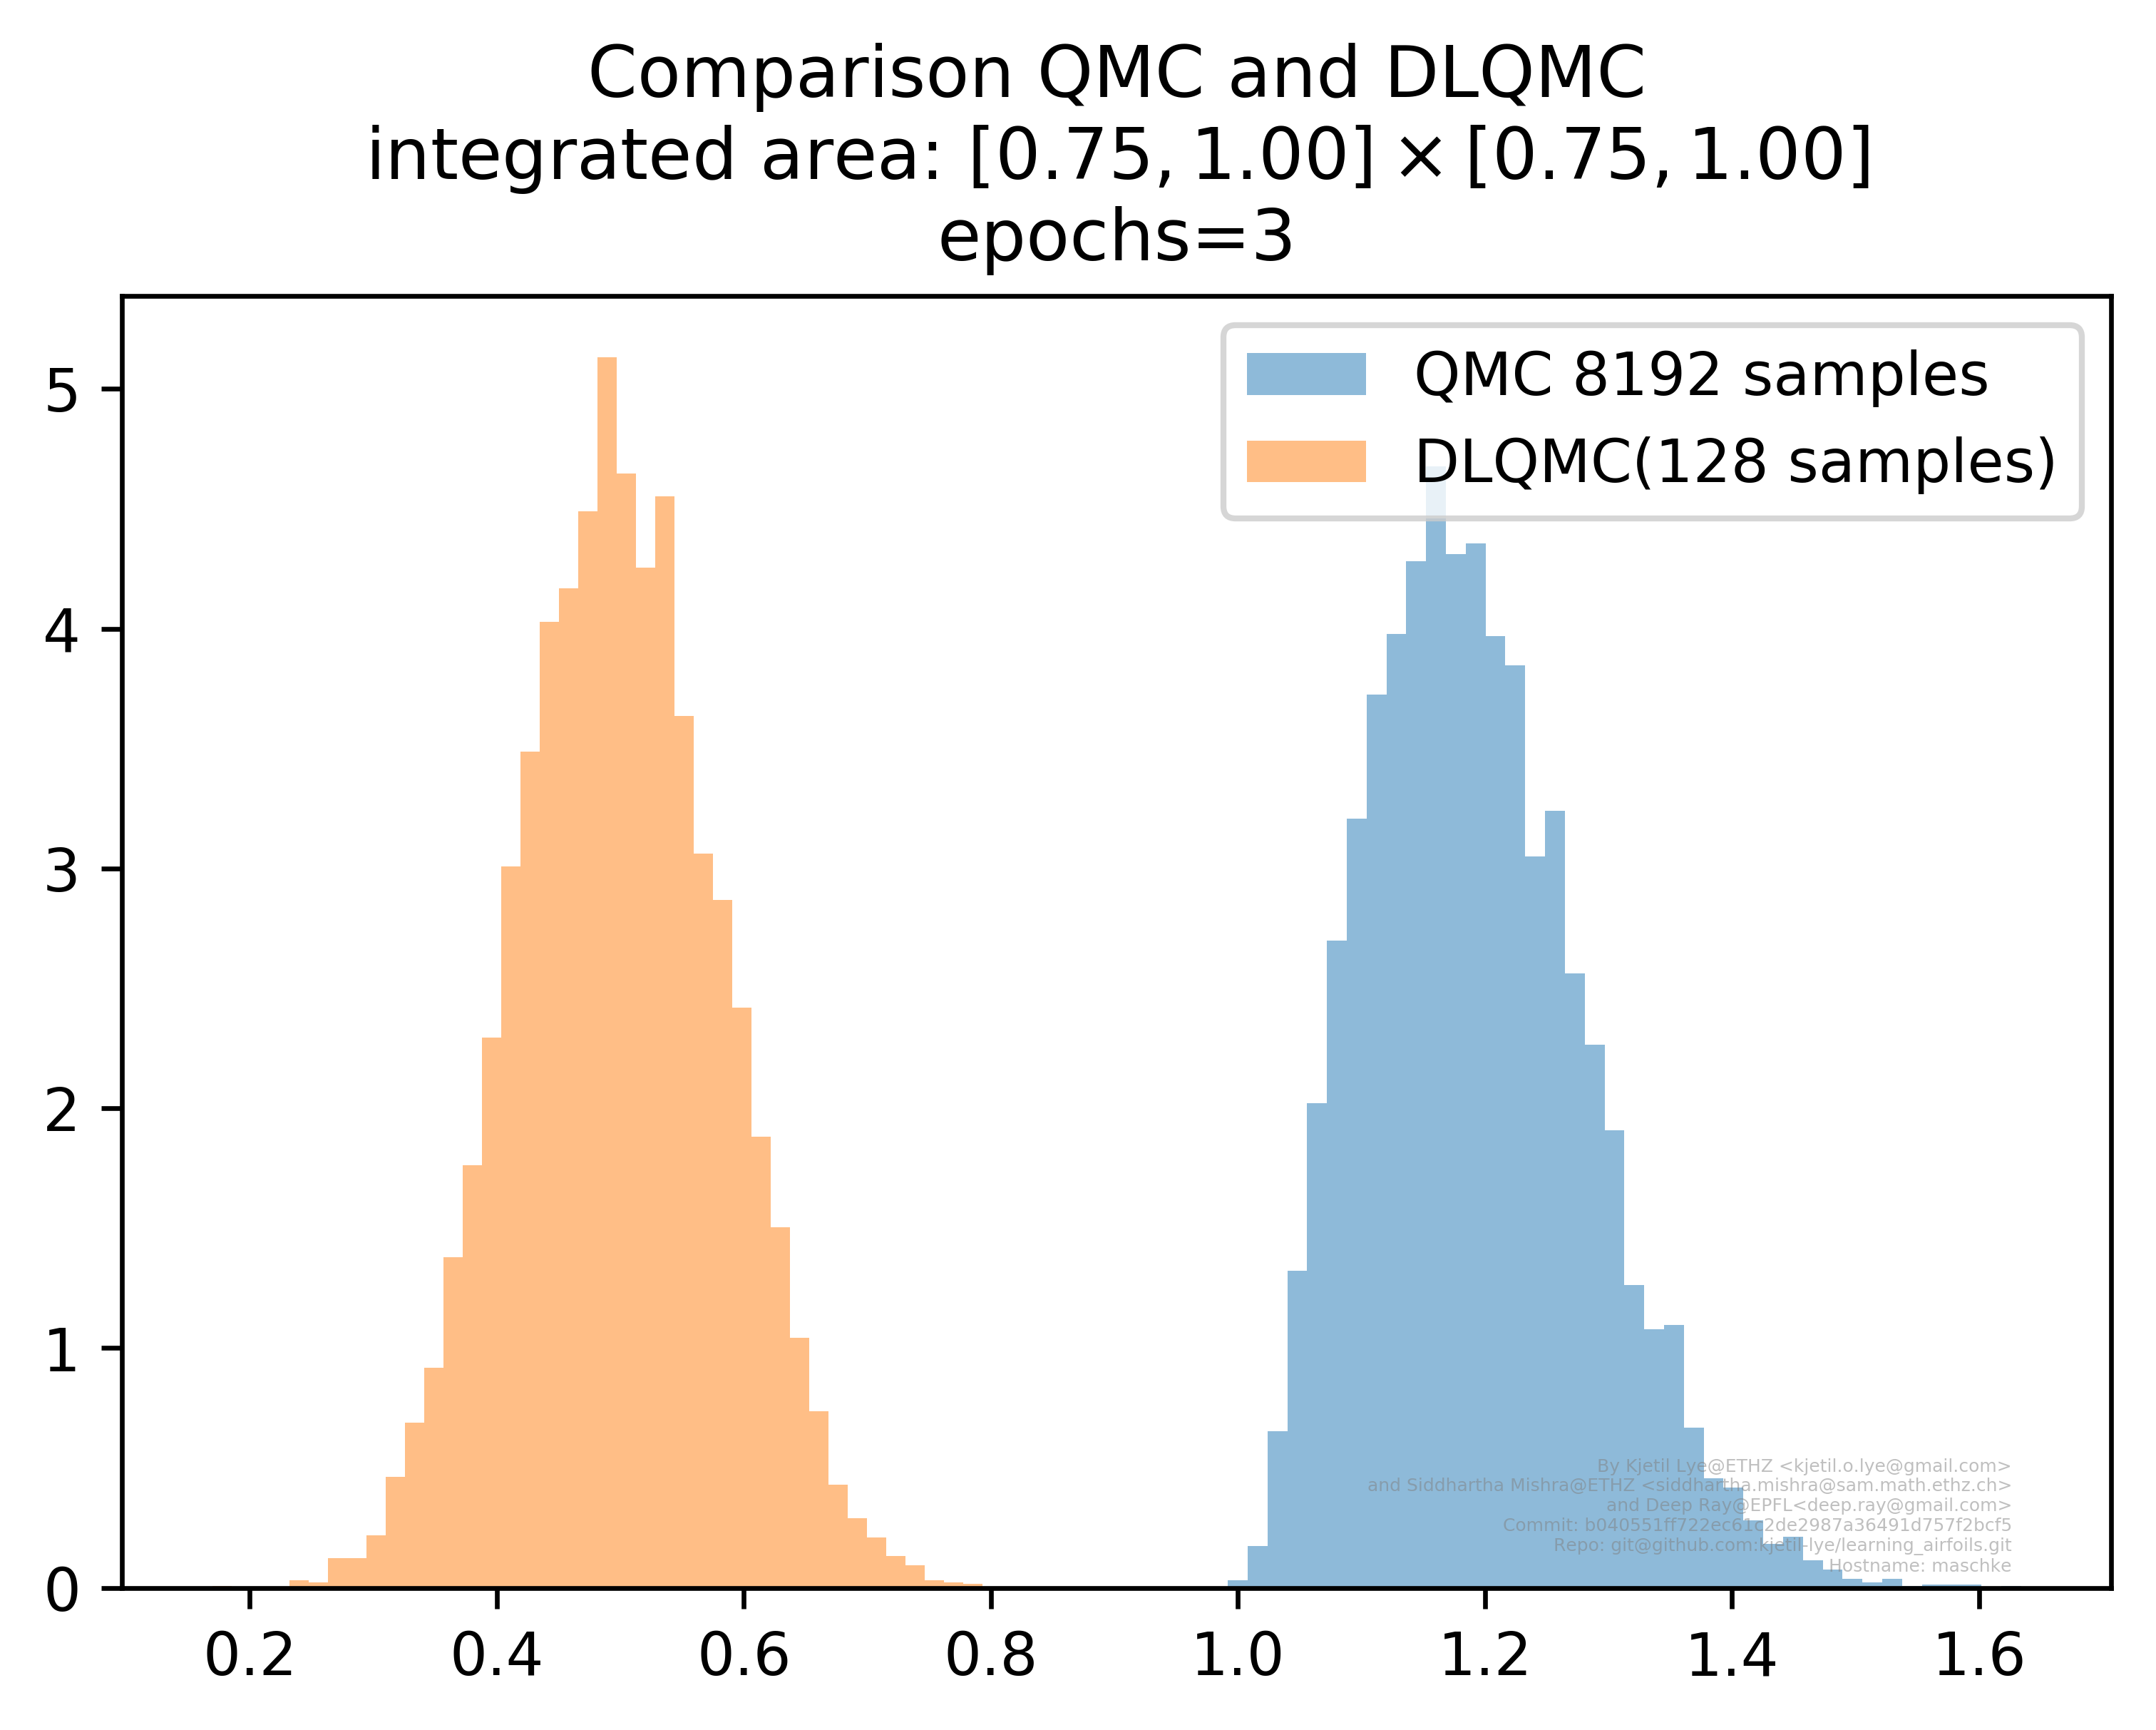 Comparison QMC and DLQMC
integrated area: [0.75, 1.00] × [0.75, 1.00]
epochs=3
QMC 8192 samples
DLQMC(128 samples)
5
4
3
2
1
0
By Kjetil Lye@ETHZ <kjetil.o.lye@gmail.com>
and Siddhartha Mishra@ETHZ <siddhartha.mishra@sam.math.ethz.ch>
and Deep Ray@EPFL<deep.ray@gmail.com>
Commit: b040551ff722ec61c2de2987a36491d757f2bcf5
Repo: git@github.com:kjetil-lye/learning_airfoils.git
Hostname: maschke
0.2 0.4 0.6 0.8 1.0 1.2 1.4 1.6